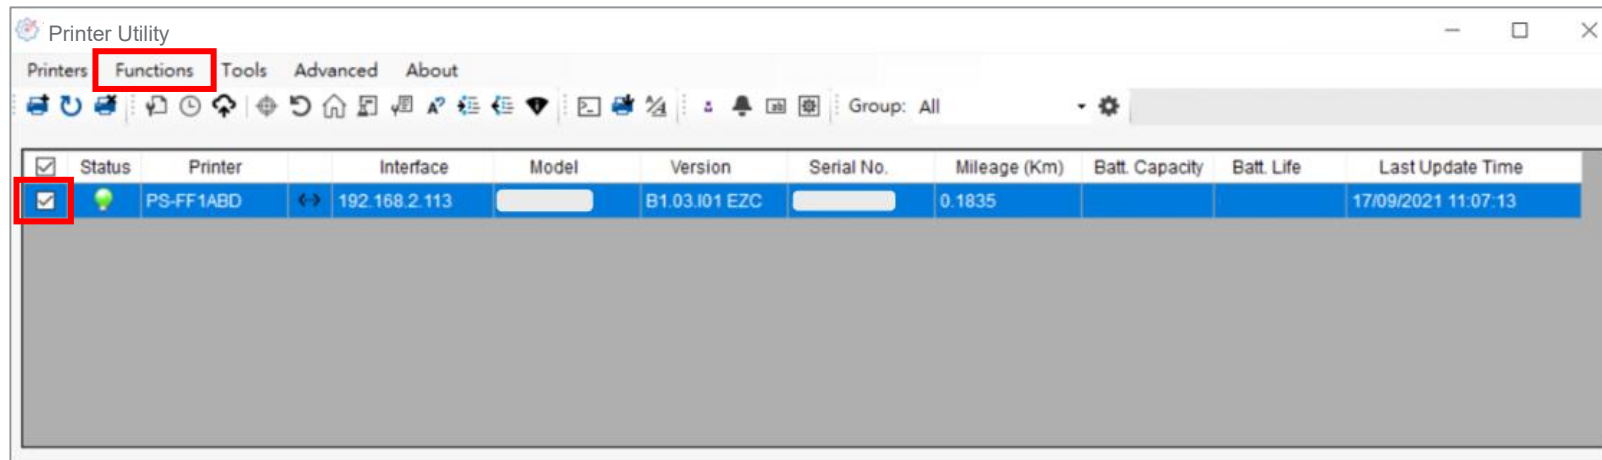 Printer Utility
Printers Functions Tools Advanced About
Group: All
Status Printer Interface Model Version Serial No. Mileage (Km) Batt. Capacity Batt. Life Last Update Time
PS-FF1ABD 192.168.2.113 B1.03.I01 EZC 0.1835 17/09/2021 11:07:13